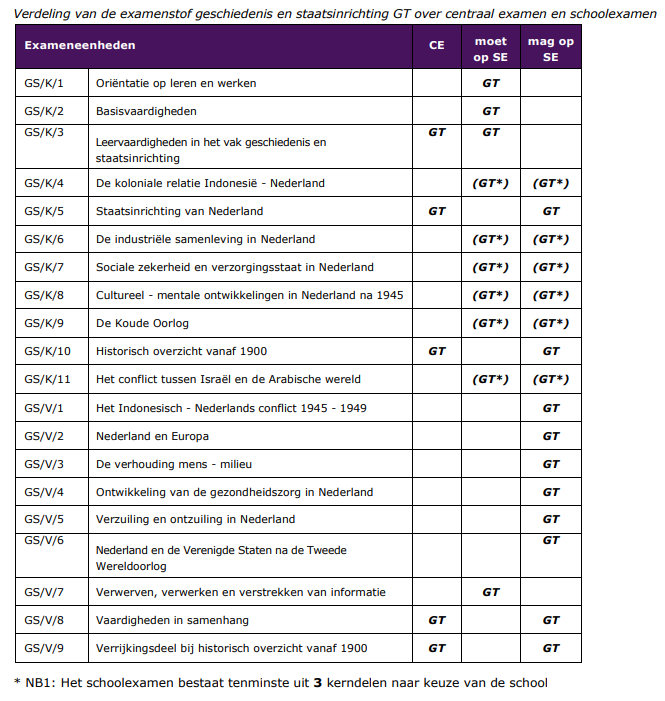 Verdeling van de examenstof geschiedenis en staatsinrichting GT over centraal examen en schoolexamen
Exameneenheden CE moet op SE mag op SE
GS/K/1 Oriëntatie op leren en werken GT
GS/K/2 Basisvaardigheden GT
GS/K/3 GT GT
Leervaardigheden in het vak geschiedenis en
staatsinrichting
GS/K/4 De koloniale relatie Indonesië - Nederland (GT*) (GT*)
GS/K/5 Staatsinrichting van Nederland GT GT
GS/K/6 De industriële samenleving in Nederland (GT*) (GT*)
GS/K/7 Sociale zekerheid en verzorgingsstaat in Nederland (GT*) (GT*)
GS/K/8 Cultureel - mentale ontwikkelingen in Nederland na 1945 (GT*) (GT*)
GS/K/9 De Koude Oorlog (GT*) (GT*)
GS/K/10 Historisch overzicht vanaf 1900 GT GT
GS/K/11 Het conflict tussen Israël en de Arabische wereld (GT*) (GT*)
GS/V/1 Het Indonesisch - Nederlands conflict 1945 - 1949 GT
GS/V/2 Nederland en Europa GT
GS/V/3 De verhouding mens - milieu GT
GS/V/4 Ontwikkeling van de gezondheidszorg in Nederland GT
GS/V/5 Verzuiling en ontzuiling in Nederland GT
GS/V/6 GT
Nederland en de Verenigde Staten na de Tweede
Wereldoorlog
GS/V/7 Verwerven, verwerken en verstrekken van informatie GT
GS/V/8 Vaardigheden in samenhang GT GT
GS/V/9 Verrijkingsdeel bij historisch overzicht vanaf 1900 GT GT
* NB1: Het schoolexamen bestaat tenminste uit 3 kerndelen naar keuze van de school